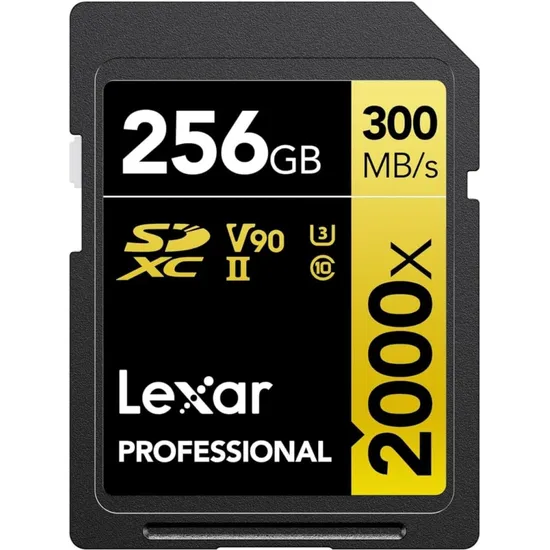 256GB
300
MB/s
SD
XC
V90
II
3
10
2000x
Lexar
PROFESSIONAL